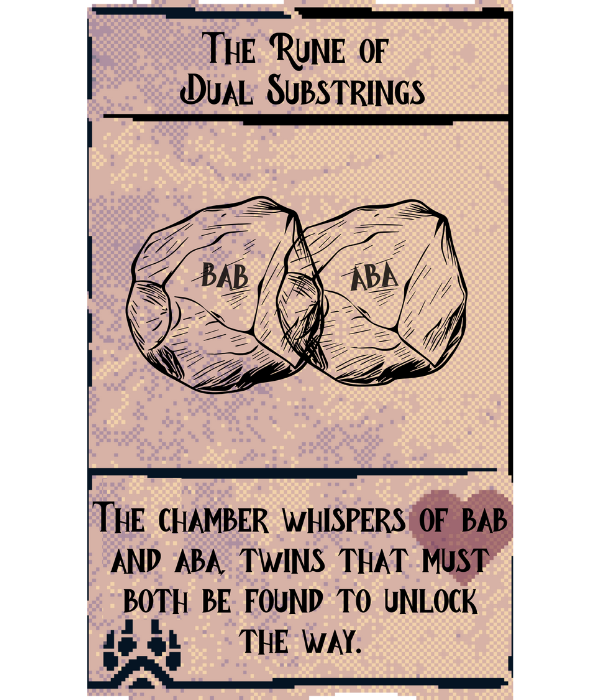 The Rune of
Dual Substrings
BAB
ABA
The chamber whispers of BAB
and ABA, twins that must
both be found to unlock
the way.